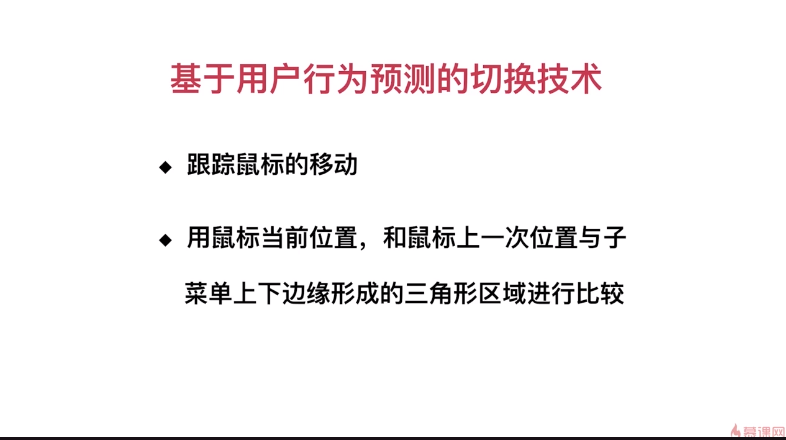 基于用户行为预测的切换技术
◆ 跟踪鼠标的移动
◆ 用鼠标当前位置，和鼠标上一次位置与子
菜单上下边缘形成的三角形区域进行比较
慕课网